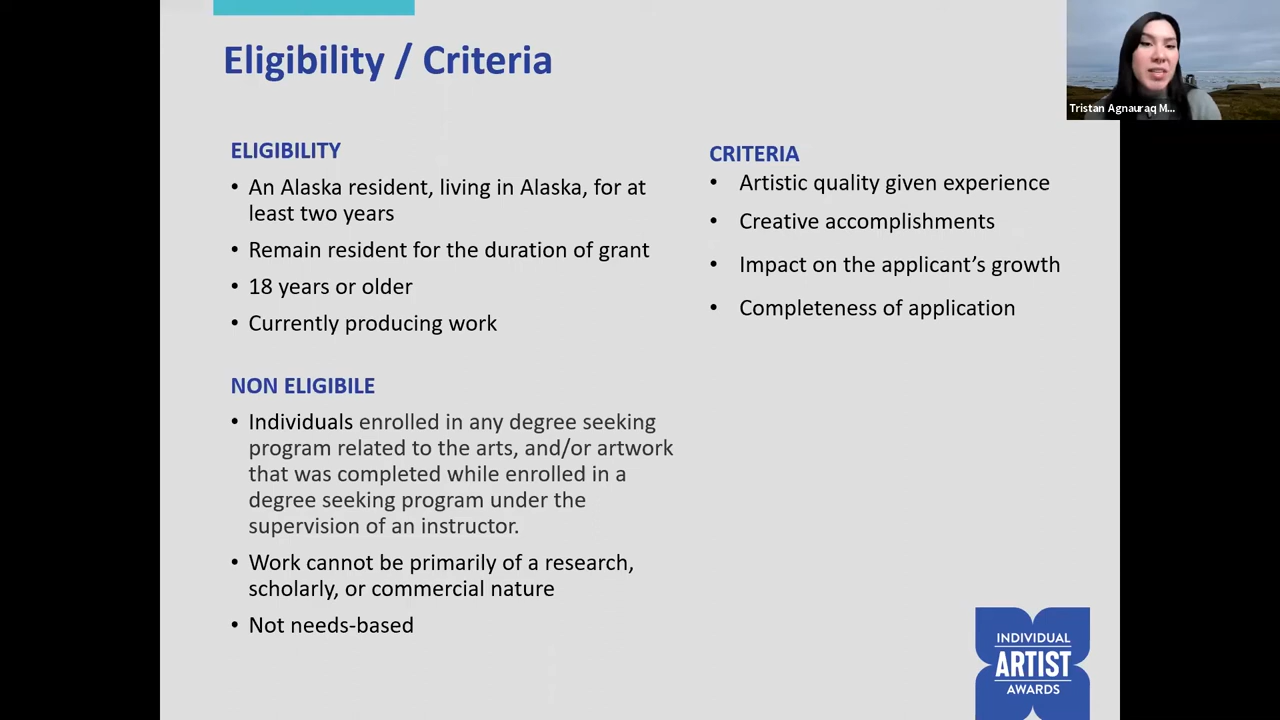 Eligibility / Criteria
Tristan Agnauraq M...
ELIGIBILITY
• An Alaska resident, living in Alaska, for at
least two years
• Remain resident for the duration of grant
• 18 years or older
• Currently producing work
NON ELIGIBILE
• Individuals enrolled in any degree seeking
program related to the arts, and/or artwork
that was completed while enrolled in a
degree seeking program under the
supervision of an instructor.
• Work cannot be primarily of a research,
scholarly, or commercial nature
• Not needs-based
CRITERIA
• Artistic quality given experience
• Creative accomplishments
• Impact on the applicant’s growth
• Completeness of application
INDIVIDUAL
ARTIST
AWARDS